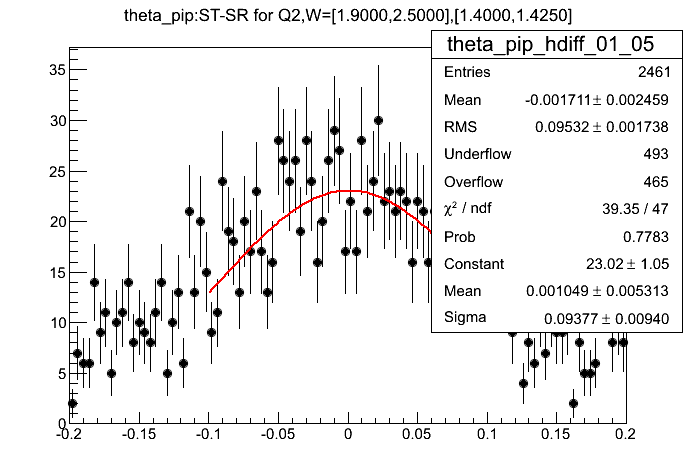 theta_pip:ST-SR for Q2,W=[1.9000,2.5000],[1.4000,1.4250]
theta_pip_hdiff_01_05
Entries 2461
Mean -0.001711± 0.002459
RMS 0.09532 ± 0.001738
Underflow 493
Overflow 465
χ² / ndf 39.35 / 47
Prob 0.7783
Constant 23.02 ± 1.05
Mean 0.001049 ± 0.005313
Sigma 0.09377 ± 0.00940
35
30
25
20
15
10
5
0
-0.2 -0.15 -0.1 -0.05 0 0.05 0.1 0.15 0.2